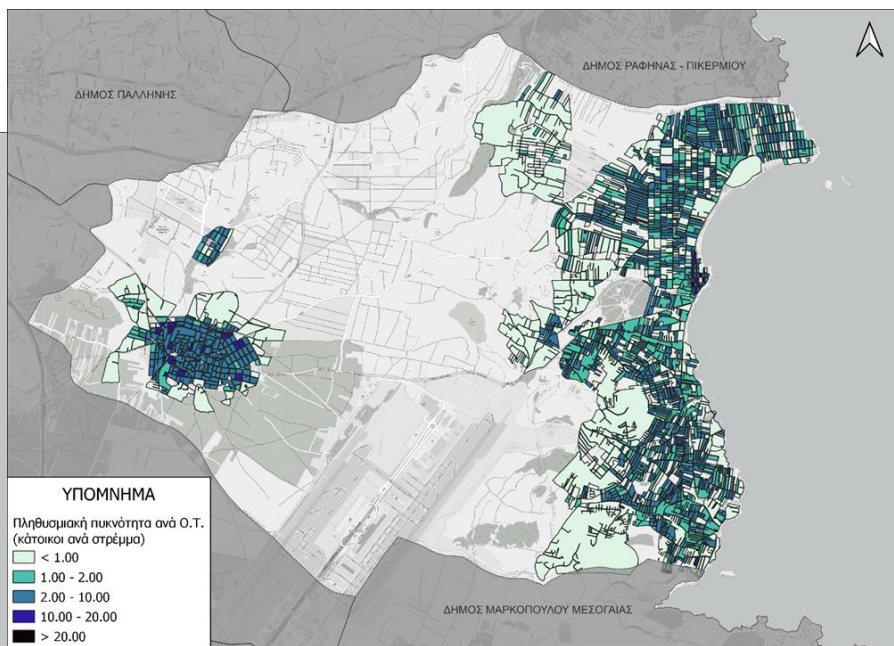 ΔΗΜΟΣ ΡΑΦΗΝΑΣ - ΠΙΚΕΡΜΙΟΥ
ΔΗΜΟΣ ΠΑΛΛΗΝΗΣ
ΔΗΜΟΣ ΜΑΡΚΟΠΟΥΛΟΥ ΜΕΣΟΓΑΙΑΣ
ΥΠΟΜΝΗΜΑ
Πληθυσμιακή πυκνότητα ανά Ο.Τ.
(κάτοικοι ανά στρέμμα)
< 1.00
1.00 - 2.00
2.00 - 10.00
10.00 - 20.00
> 20.00